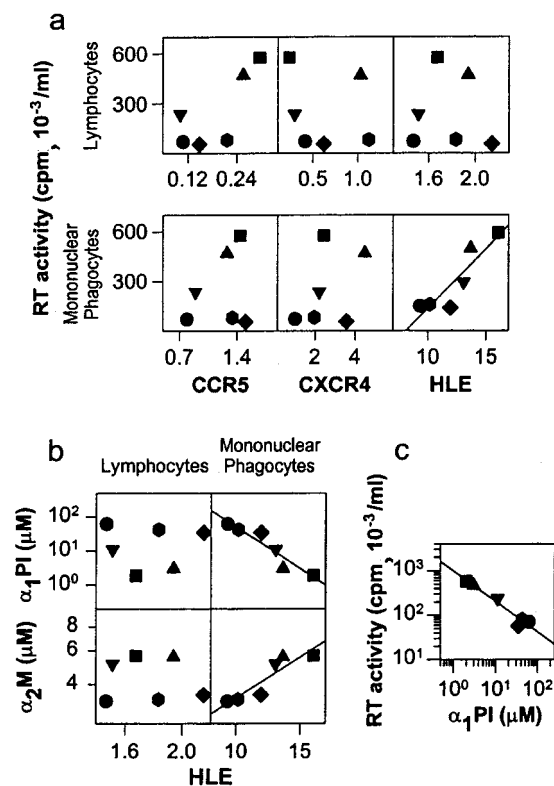 a
RT activity (cpm, 10⁻³/ml)
Lymphocytes
600
300
0.12 0.24 0.5 1.0 1.6 2.0
Mononuclear
Phagocytes
600
300
0.7 1.4 2 4 10 15
CCR5 CXCR4 HLE
b
Lymphocytes
Mononuclear
Phagocytes
α₁PI (μM)
10²
10¹
10⁰
α₂M (μM)
8
6
4
1.6 2.0 10 15
HLE
c
RT activity (cpm, 10⁻³/ml)
10³
10²
10¹
10⁰ 10¹ 10²
α₁PI (μM)